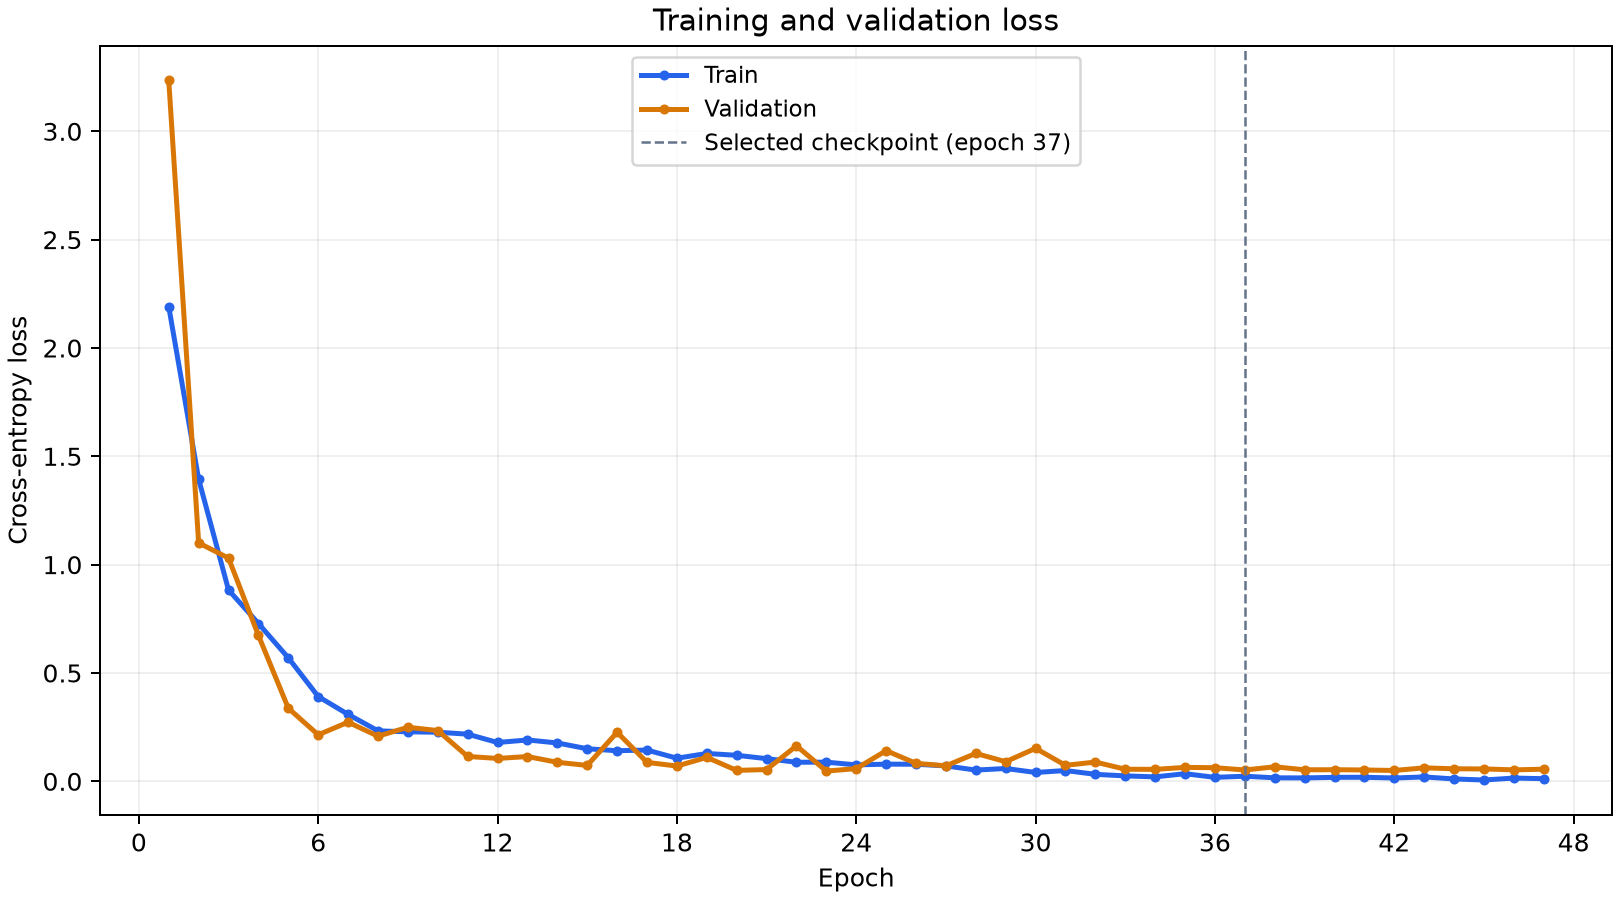 Training and validation loss
Train
Validation
Selected checkpoint (epoch 37)
Cross-entropy loss
3.0
2.5
2.0
1.5
1.0
0.5
0.0
0 6 12 18 24 30 36 42 48
Epoch